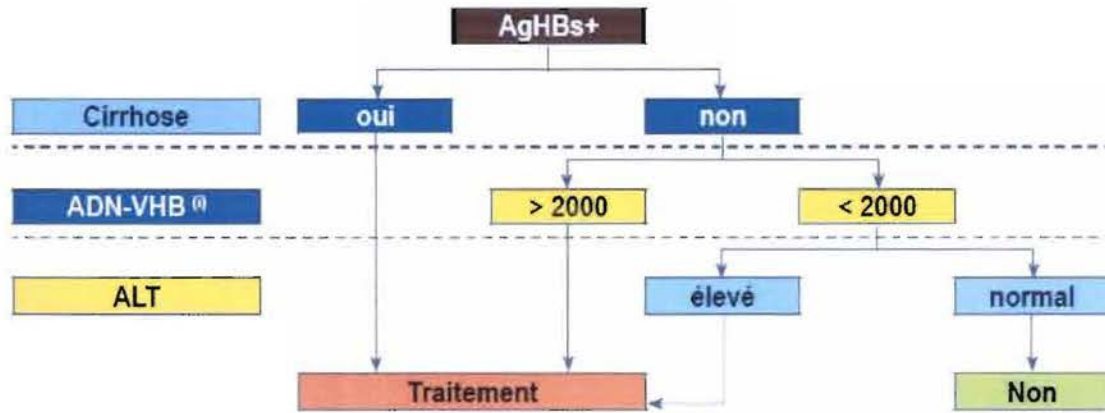 AgHBs+
Cirrhose oui non
ADN-VHB (i) > 2000 < 2000
ALT élevé normal
Traitement Non